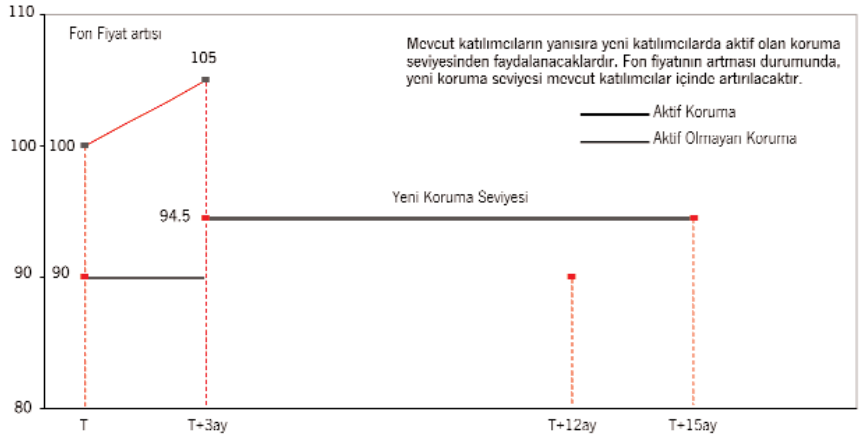 110
Fon Fiyat artısı
105
Mevcut katılımcıların yanısıra yeni katılımcılarda aktif olan koruma
seviyesinden faydalanacaklardır. Fon fiyatının artması durumunda,
yeni koruma seviyesi mevcut katılımcılar içinde artırılacaktır.
Aktif Koruma
Aktif Olmayan Koruma
100 100
Yeni Koruma Seviyesi
94.5
90 90
80
T T+3ay T+12ay T+15ay